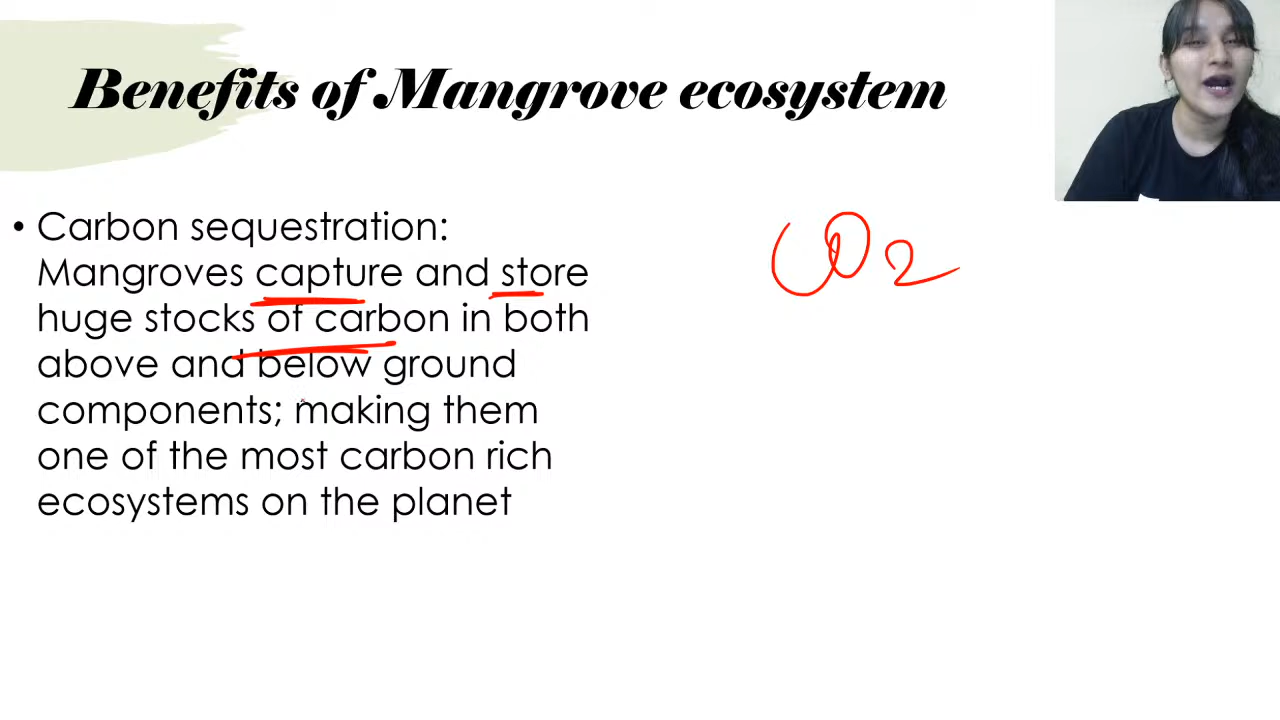 Benefits of Mangrove ecosystem
• Carbon sequestration:
Mangroves capture and store
huge stocks of carbon in both
above and below ground
components; making them
one of the most carbon rich
ecosystems on the planet
CO2